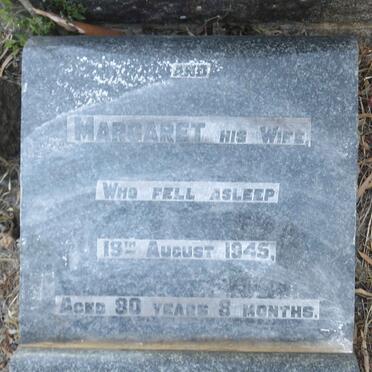 AND
MARGARET HIS WIFE,
WHO FELL ASLEEP
19TH AUGUST 1945,
AGED 80 YEARS 8 MONTHS.